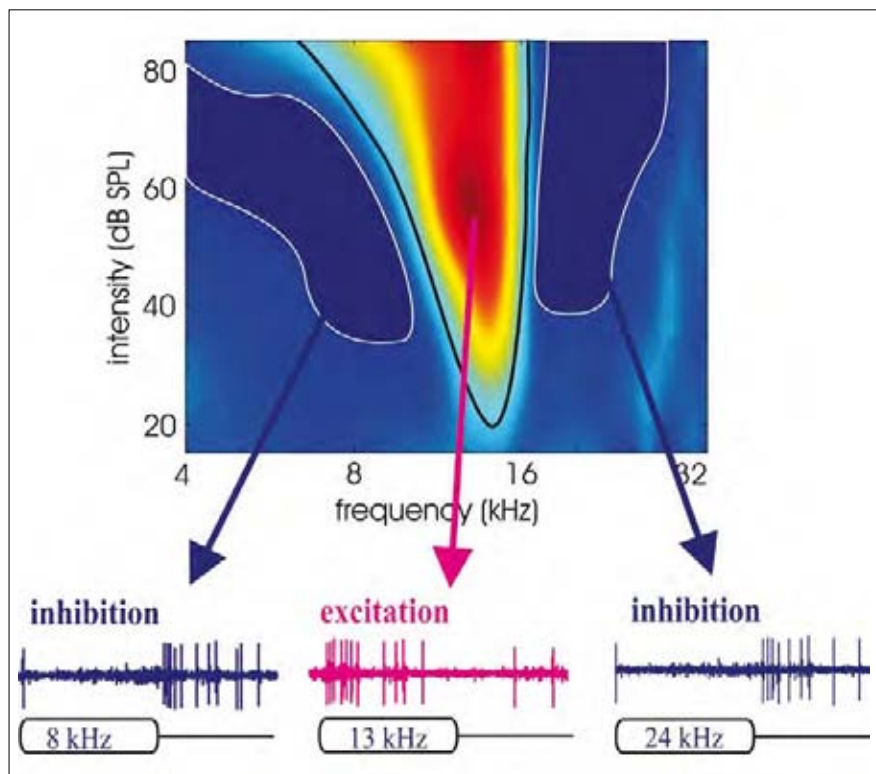 80
60
40
20
intensity (dB SPL)
4 8 16 32
frequency (kHz)
inhibition excitation inhibition
8 kHz 13 kHz 24 kHz